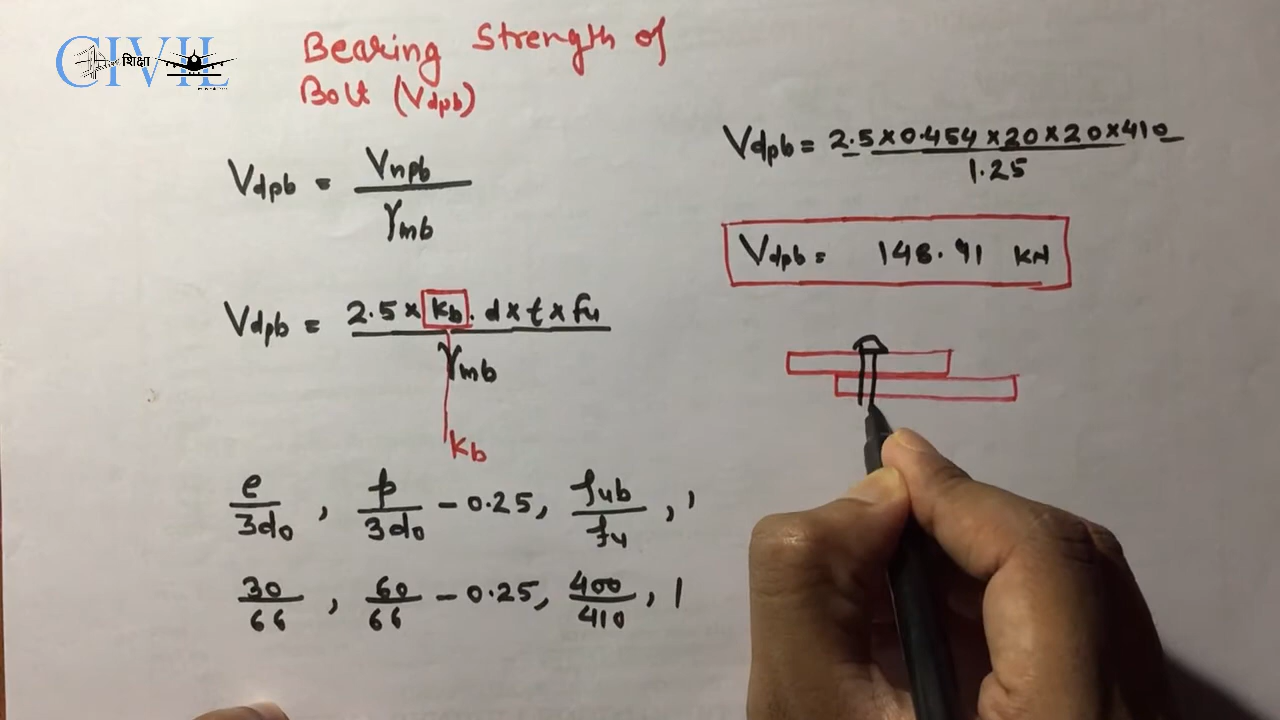 CIVIL शिक्षा
Bearing Strength of
Bolt (Vdpb)
Vdpb = Vnpb / γmb
Vdpb = 2.5 × kb . d × t × fu / γmb
kb
e / 3d₀ , p / 3d₀ - 0.25, fub / fu , 1
30 / 66 , 60 / 66 - 0.25, 400 / 410 , 1
Vdpb = 2.5 × 0.454 × 20 × 20 × 410 / 1.25
Vdpb = 148.91 kN